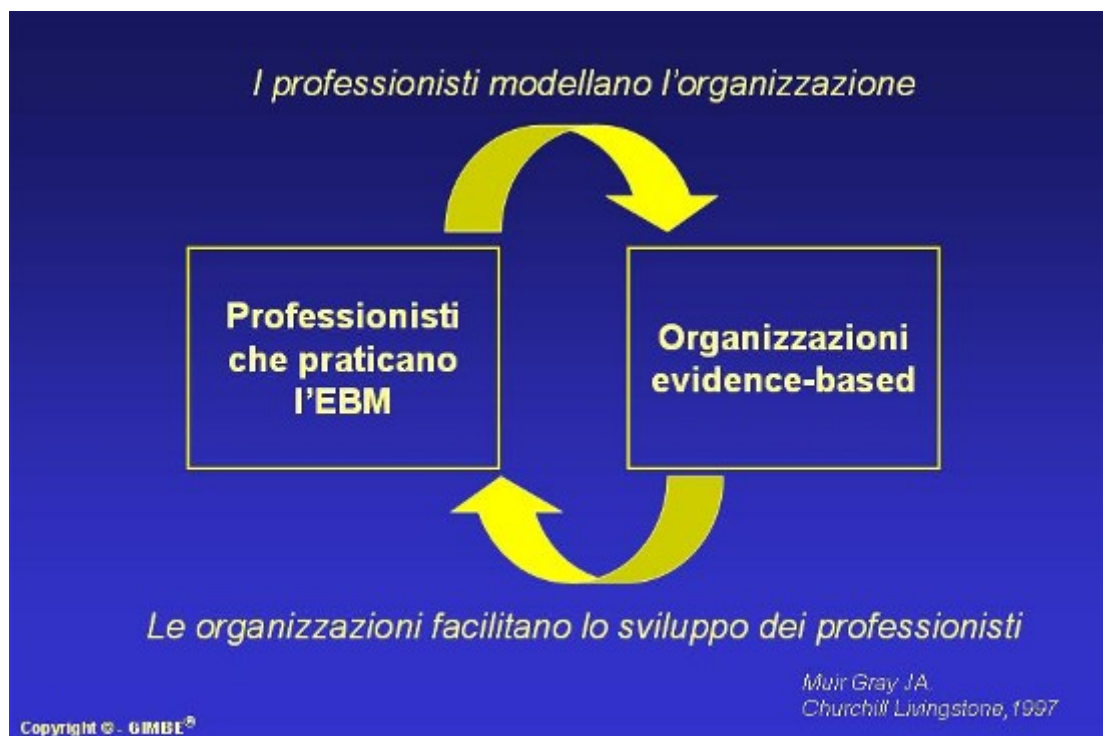 I professionisti modellano l'organizzazione
Professionisti
che praticano
l'EBM
Organizzazioni
evidence-based
Le organizzazioni facilitano lo sviluppo dei professionisti
Muir Gray JA.
Churchill Livingstone, 1997
Copyright © - GIMBE®